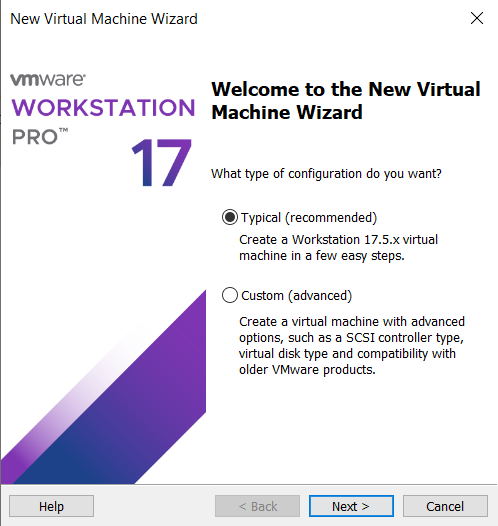 New Virtual Machine Wizard
vmware®
WORKSTATION
PRO™
17
Welcome to the New Virtual
Machine Wizard
What type of configuration do you want?
Typical (recommended)
Create a Workstation 17.5.x virtual
machine in a few easy steps.
Custom (advanced)
Create a virtual machine with advanced
options, such as a SCSI controller type,
virtual disk type and compatibility with
older VMware products.
Help
< Back
Next >
Cancel